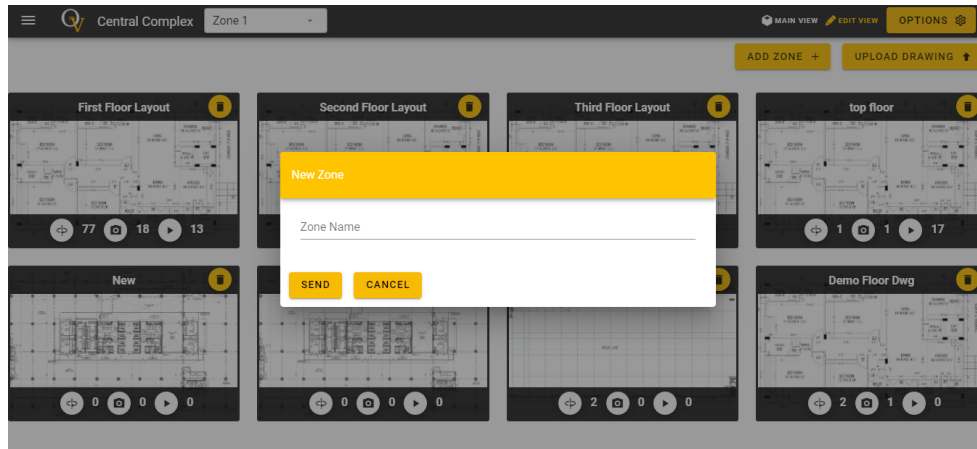 OV Central Complex Zone 1 MAIN VIEW EDIT VIEW OPTIONS
ADD ZONE + UPLOAD DRAWING
First Floor Layout Second Floor Layout Third Floor Layout top floor
New Zone
Zone Name
77 18 13 1 1 17
SEND CANCEL
New Demo Floor Dwg
0 0 0 0 0 0 2 0 0 2 1 0